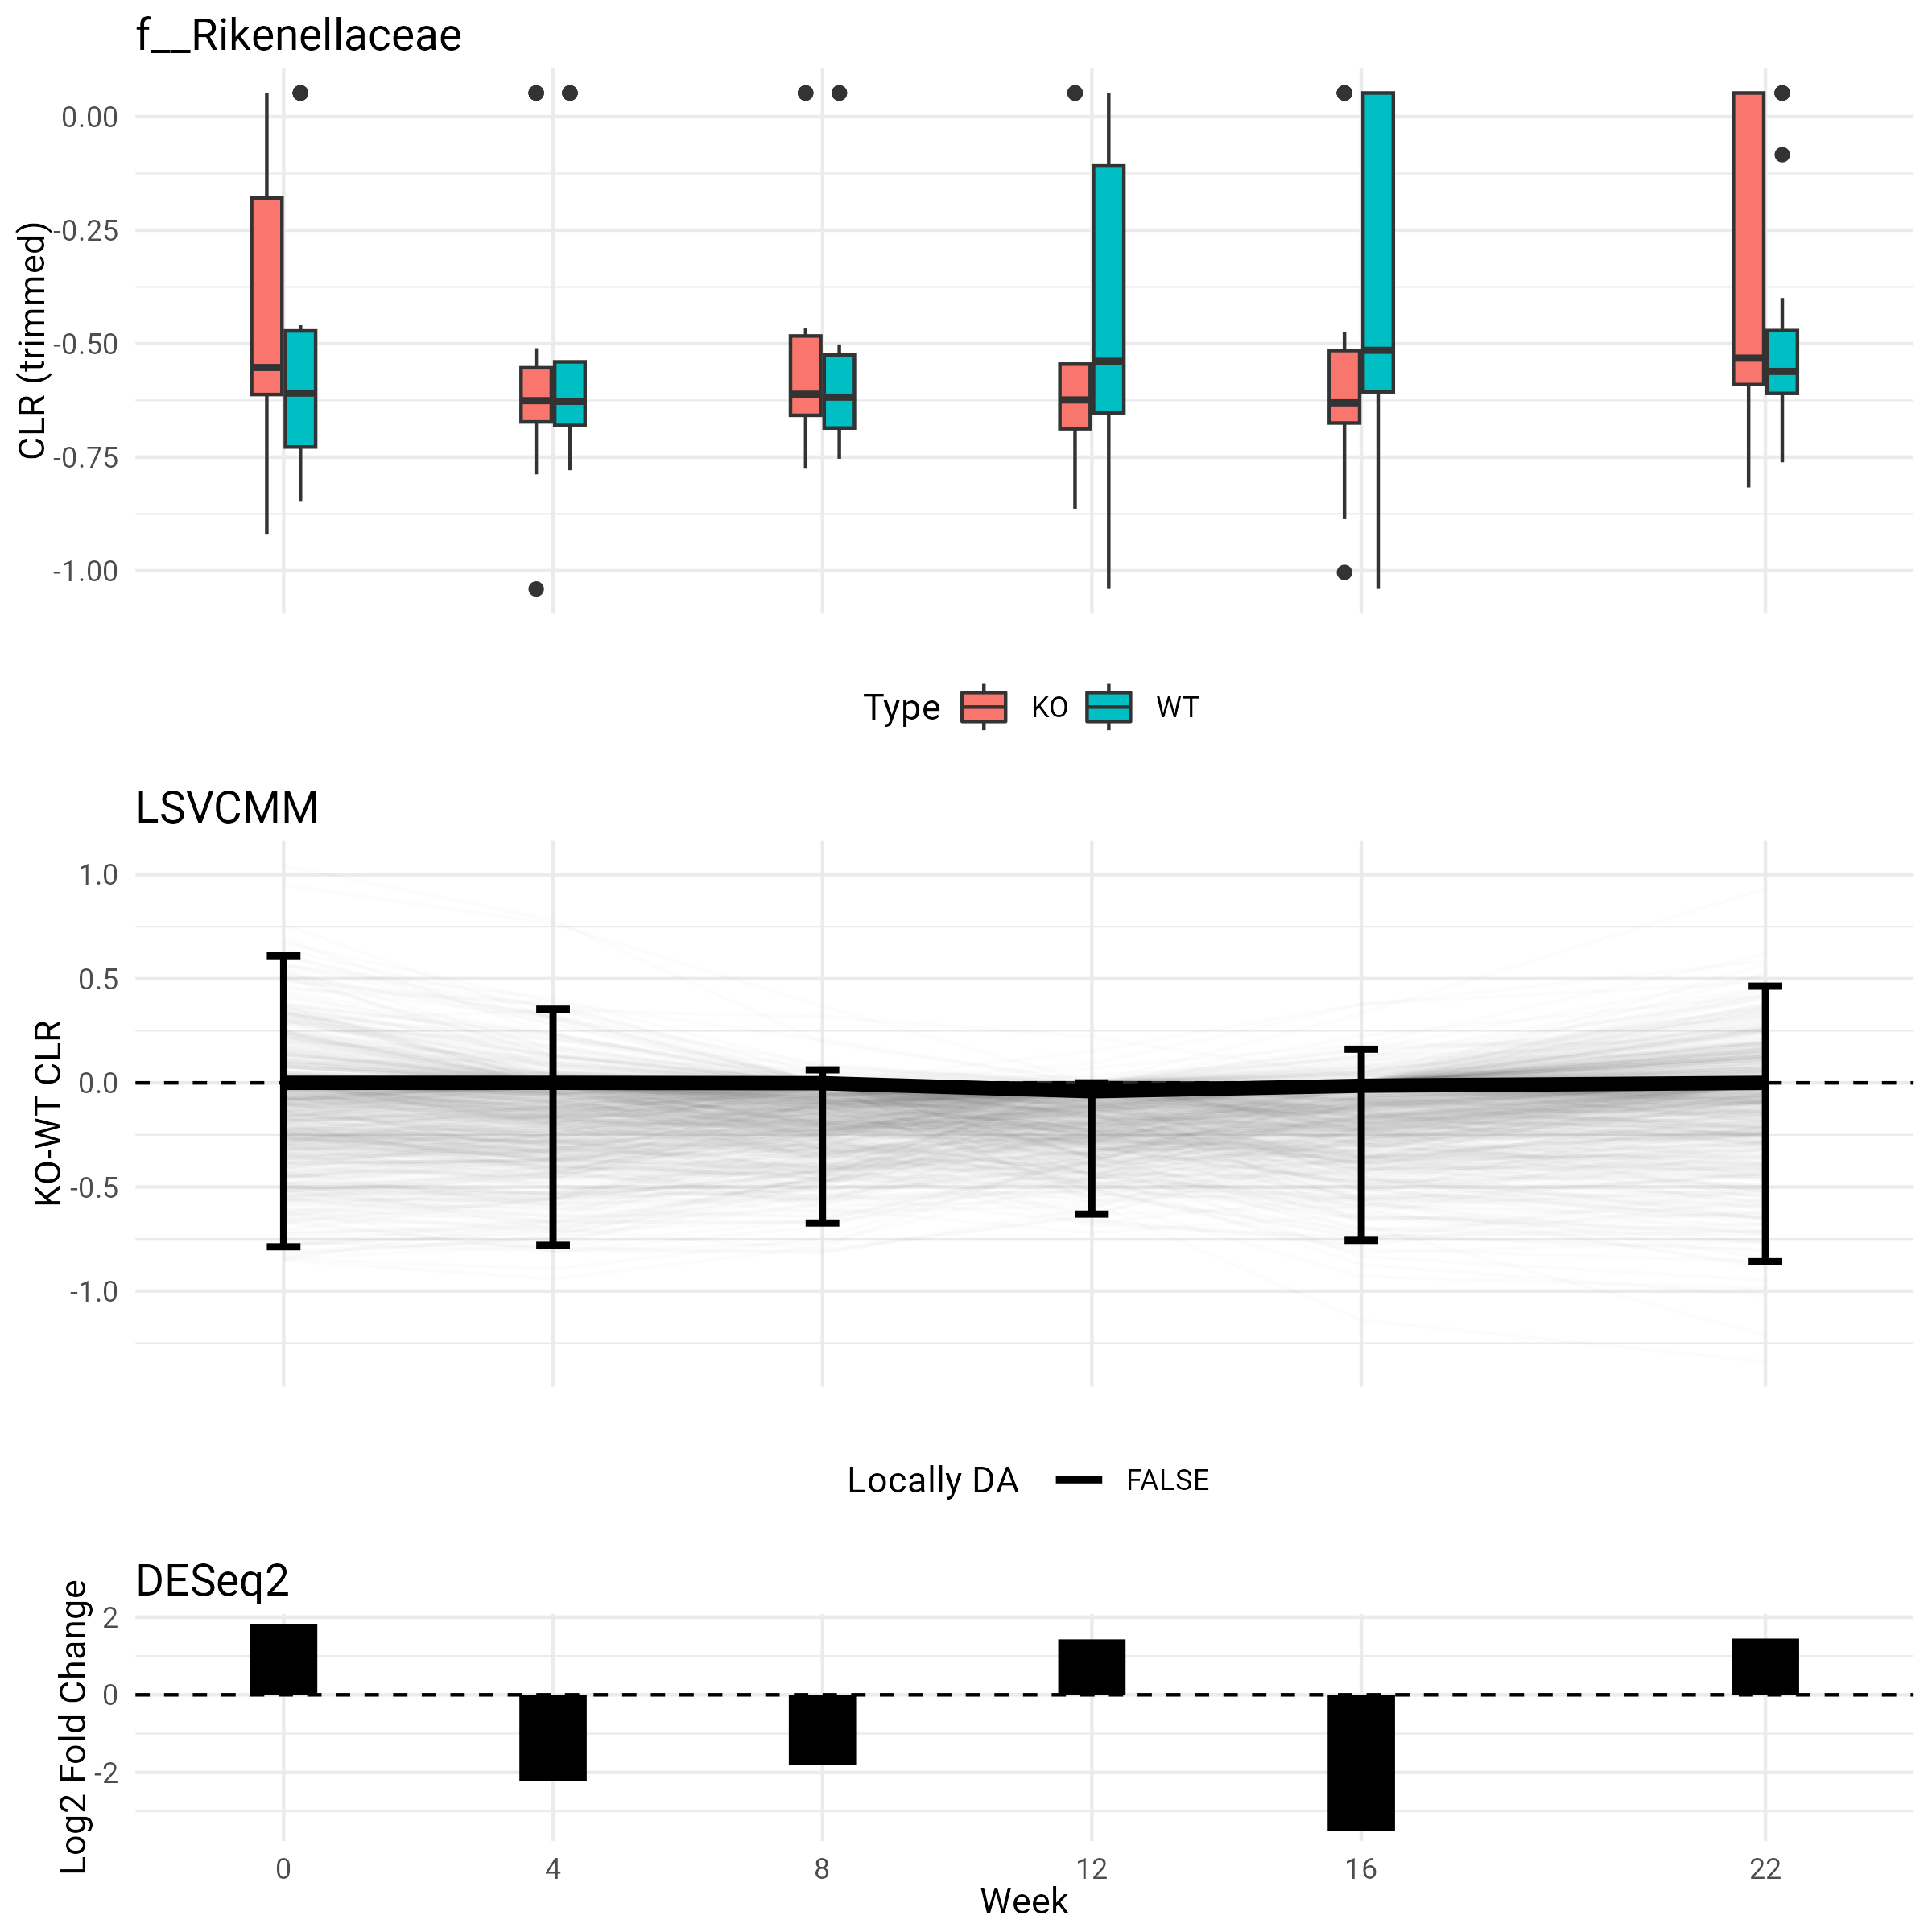 f__Rikenellaceae
CLR (trimmed)
0.00
-0.25
-0.50
-0.75
-1.00
Type KO WT
LSVCMM
KO-WT CLR
1.0
0.5
0.0
-0.5
-1.0
Locally DA FALSE
DESeq2
Log2 Fold Change
2
0
-2
0 4 8 12 16 22
Week